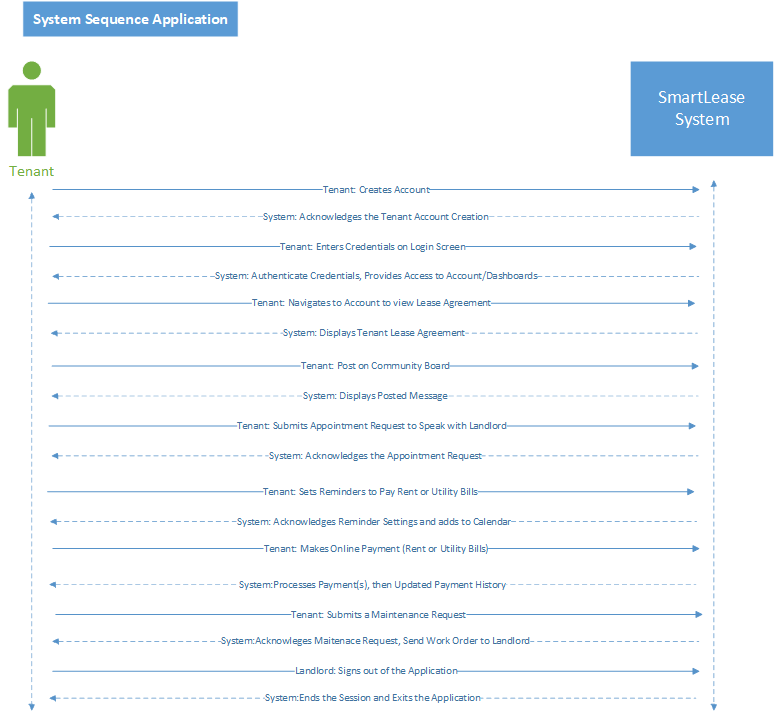 System Sequence Application
SmartLease
System
Tenant
Tenant: Creates Account
System: Acknowledges the Tenant Account Creation
Tenant: Enters Credentials on Login Screen
System: Authenticate Credentials, Provides Access to Account/Dashboards
Tenant: Navigates to Account to view Lease Agreement
System: Displays Tenant Lease Agreement
Tenant: Post on Community Board
System: Displays Posted Message
Tenant: Submits Appointment Request to Speak with Landlord
System: Acknowledges the Appointment Request
Tenant: Sets Reminders to Pay Rent or Utility Bills
System: Acknowledges Reminder Settings and adds to Calendar
Tenant: Makes Online Payment (Rent or Utility Bills)
System:Processes Payment(s), then Updated Payment History
Tenant: Submits a Maintenance Request
System:Acknowleges Maitenace Request, Send Work Order to Landlord
Landlord: Signs out of the Application
System:Ends the Session and Exits the Application